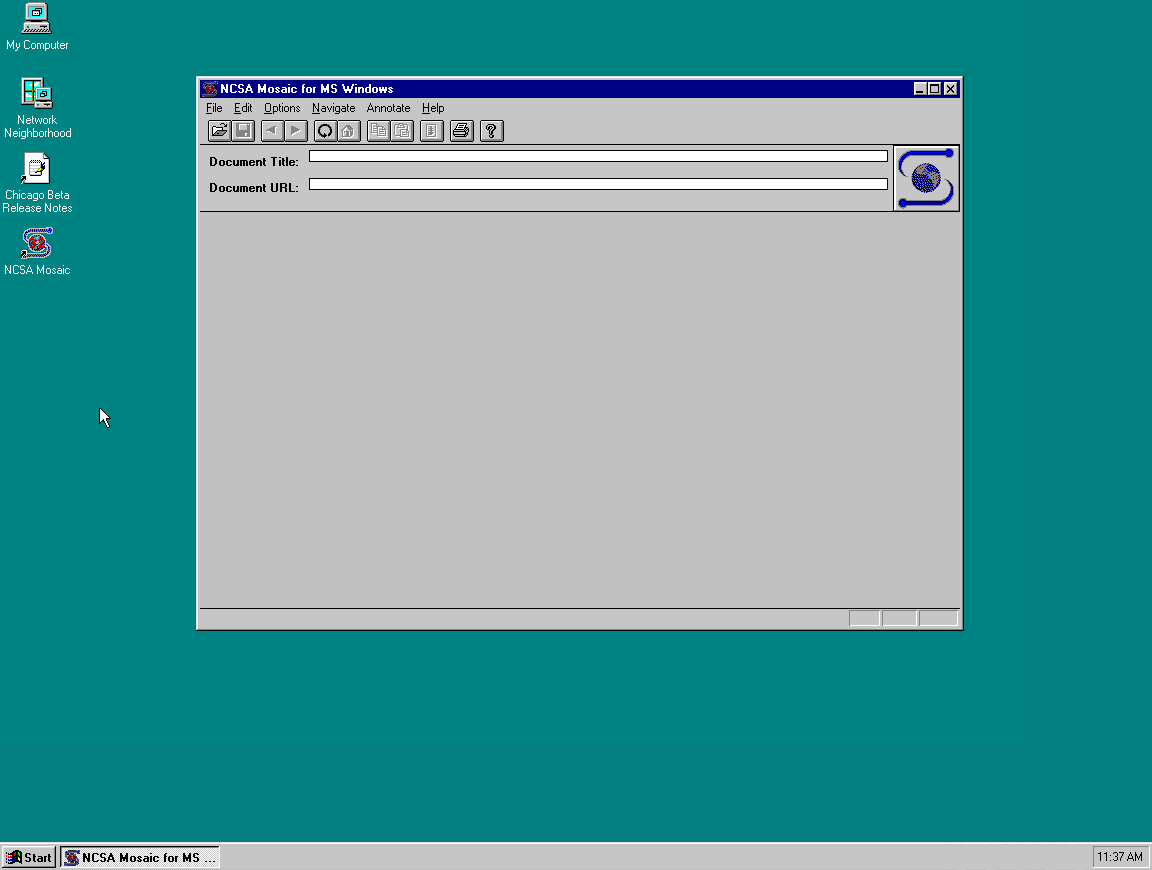 My Computer
Network
Neighborhood
Chicago Beta
Release Notes
NCSA Mosaic
NCSA Mosaic for MS Windows
File Edit Options Navigate Annotate Help
Document Title:
Document URL:
Start
NCSA Mosaic for MS ...
11:37 AM